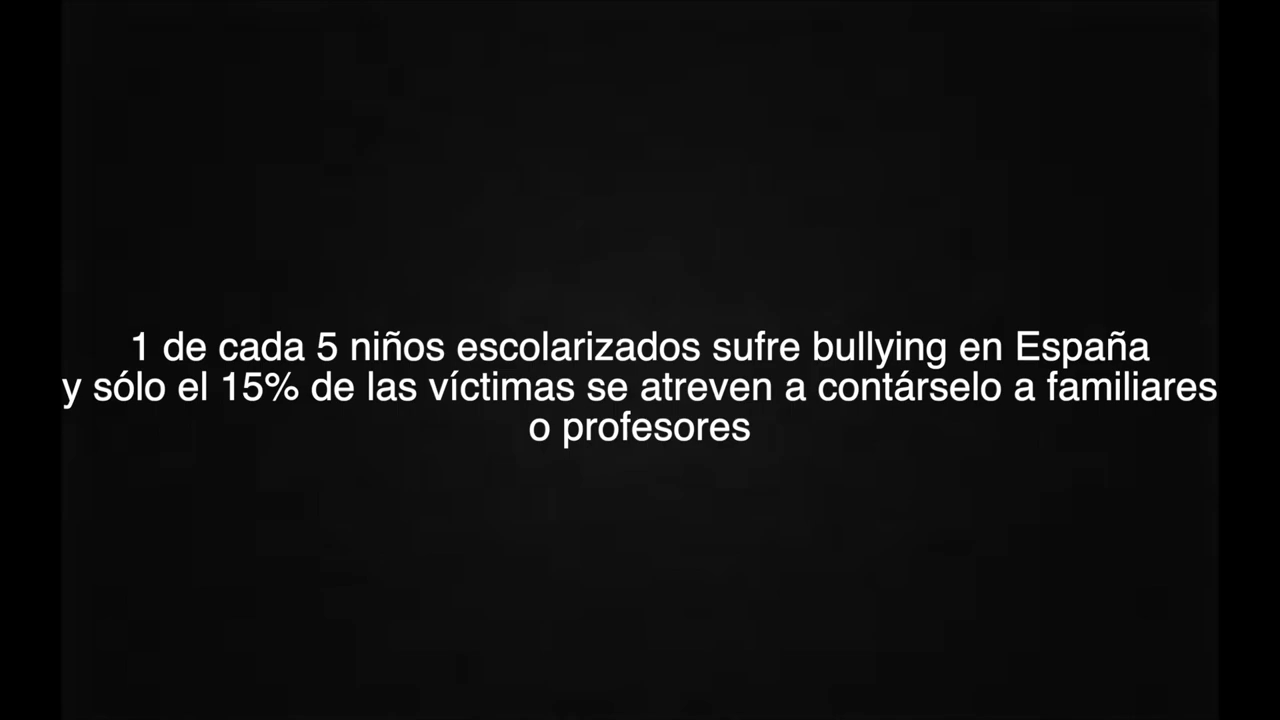 1 de cada 5 niños escolarizados sufre bullying en España
y sólo el 15% de las víctimas se atreven a contárselo a familiares
o profesores